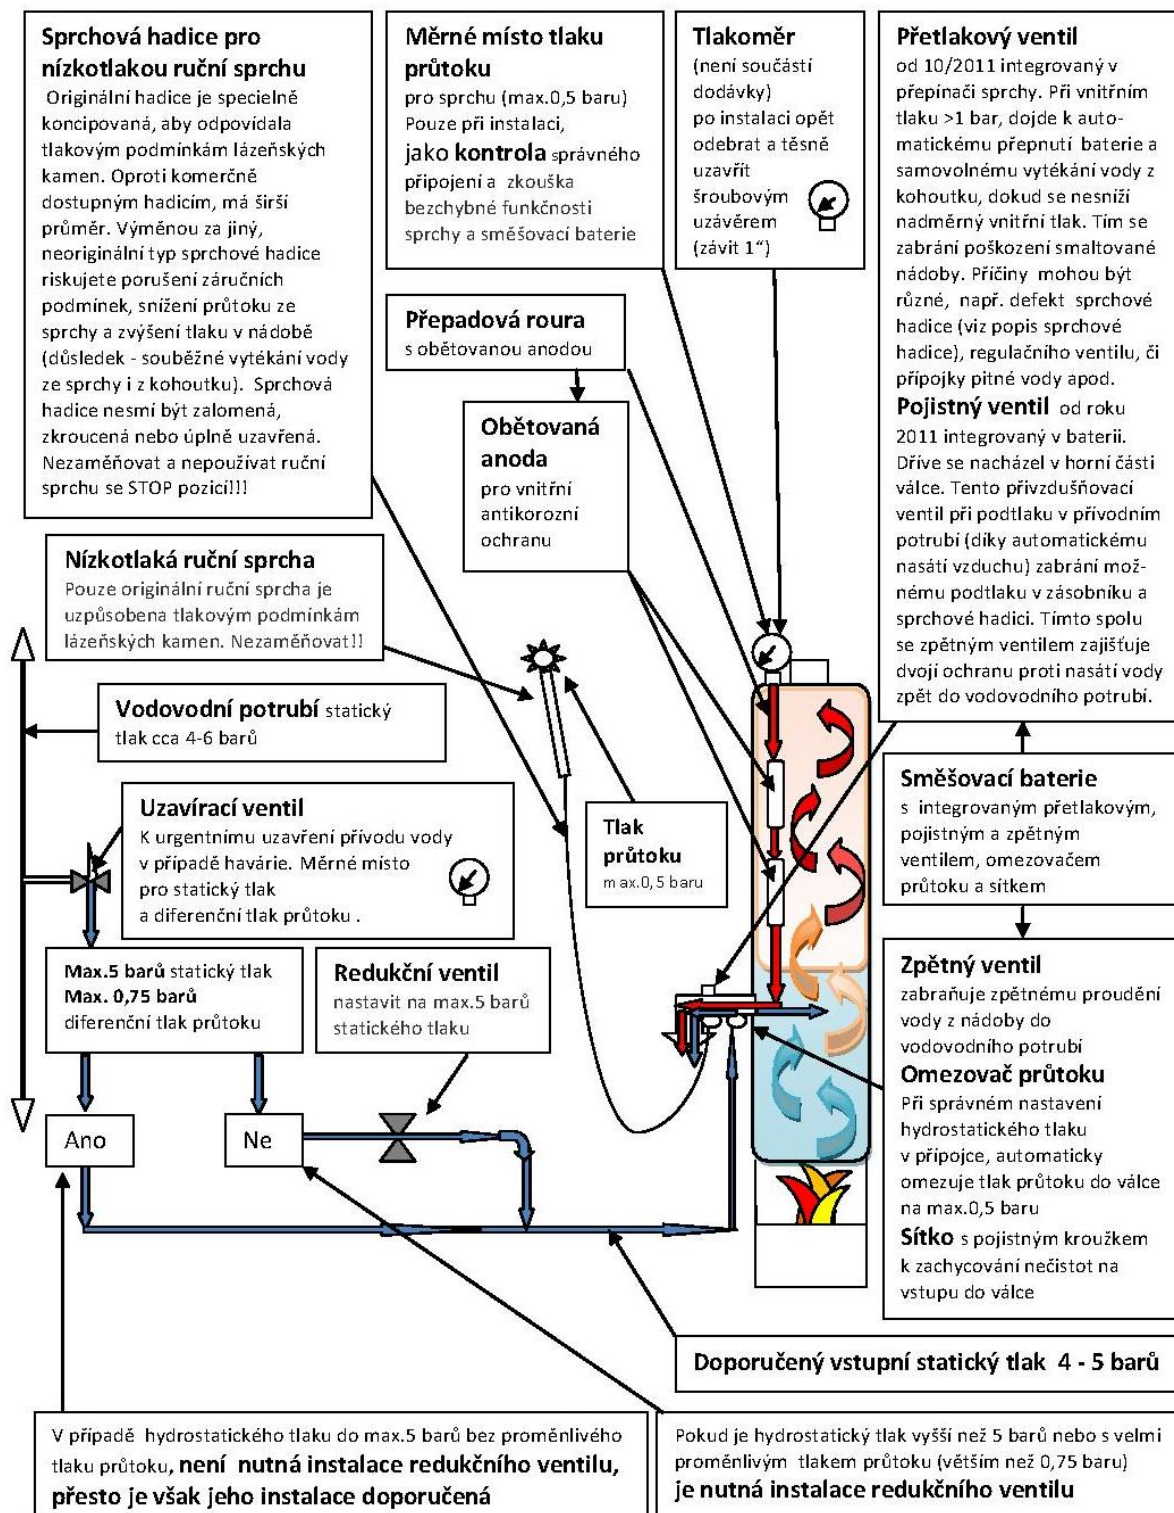 Sprchová hadice pro
nízkotlakou ruční sprchu
Originální hadice je specielně
koncipovaná, aby odpovídala
tlakovým podmínkám lázeňských
kamen. Oproti komerčně
dostupným hadicím, má širší
průměr. Výměnou za jiný,
neoriginální typ sprchové hadice
riskujete porušení záručních
podmínek, snížení průtoku ze
sprchy a zvýšení tlaku v nádobě
(důsledek - souběžné vytékání vody
ze sprchy i z kohoutku). Sprchová
hadice nesmí být zalomená,
zkroucená nebo úplně uzavřená.
Nezaměňovat a nepoužívat ruční
sprchu se STOP pozicí!!!
Měrné místo tlaku
průtoku
pro sprchu (max.0,5 baru)
Pouze při instalaci,
jako kontrola správného
připojení a zkouška
bezchybné funkčnosti
sprchy a směšovací baterie
Tlakoměr
(není součástí
dodávky)
po instalaci opět
odebrat a těsně
uzavřít
šroubovým
uzávěrem
(závit 1“)
Přetlakový ventil
od 10/2011 integrovaný v
přepínači sprchy. Při vnitřním
tlaku >1 bar, dojde k auto-
matickému přepnutí baterie a
samovolnému vytékání vody z
kohoutku, dokud se nesníží
nadměrný vnitřní tlak. Tím se
zabrání poškození smaltované
nádoby. Příčiny mohou být
různé, např. defekt sprchové
hadice (viz popis sprchové
hadice), regulačního ventilu, či
přípojky pitné vody apod.
Pojistný ventil od roku
2011 integrovaný v baterii.
Dříve se nacházel v horní části
válce. Tento přivzdušňovací
ventil při podtlaku v přívodním
potrubí (díky automatickému
nasátí vzduchu) zabrání mož-
nému podtlaku v zásobníku a
sprchové hadici. Tímto spolu
se zpětným ventilem zajišťuje
dvojí ochranu proti nasátí vody
zpět do vodovodního potrubí.
Přepadová roura
s obětovanou anodou
Obětovaná
anoda
pro vnitřní
antikorozní
ochranu
Nízkotlaká ruční sprcha
Pouze originální ruční sprcha je
uzpůsobena tlakovým podmínkám
lázeňských kamen. Nezaměňovat!!
Vodovodní potrubí statický
tlak cca 4-6 barů
Uzavírací ventil
K urgentnímu uzavření přívodu vody
v případě havárie. Měrné místo
pro statický tlak
a diferenční tlak průtoku .
Tlak
průtoku
max.0,5 baru
Směšovací baterie
s integrovaným přetlakovým,
pojistným a zpětným
ventilem, omezovačem
průtoku a sítkem
Max.5 barů statický tlak
Max. 0,75 barů
diferenční tlak průtoku
Redukční ventil
nastavit na max.5 barů
statického tlaku
Zpětný ventil
zabraňuje zpětnému proudění
vody z nádoby do
vodovodního potrubí
Omezovač průtoku
Při správném nastavení
hydrostatického tlaku
v přípojce, automaticky
omezuje tlak průtoku do válce
na max.0,5 baru
Sítko s pojistným kroužkem
k zachycování nečistot na
vstupu do válce
Ano
Ne
Doporučený vstupní statický tlak 4 - 5 barů
V případě hydrostatického tlaku do max.5 barů bez proměnlivého
tlaku průtoku, není nutná instalace redukčního ventilu,
přesto je však jeho instalace doporučená
Pokud je hydrostatický tlak vyšší než 5 barů nebo s velmi
proměnlivým tlakem průtoku (větším než 0,75 baru)
je nutná instalace redukčního ventilu